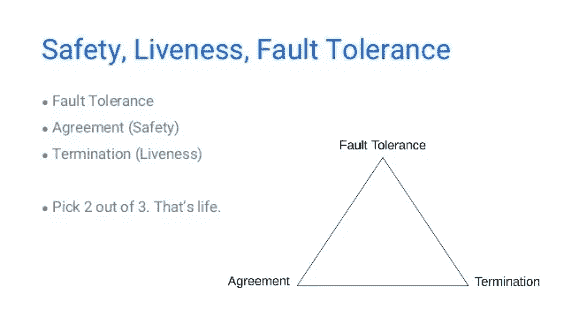 Safety, Liveness, Fault Tolerance
• Fault Tolerance
• Agreement (Safety)
• Termination (Liveness)
• Pick 2 out of 3. That's life.
Fault Tolerance
Agreement
Termination